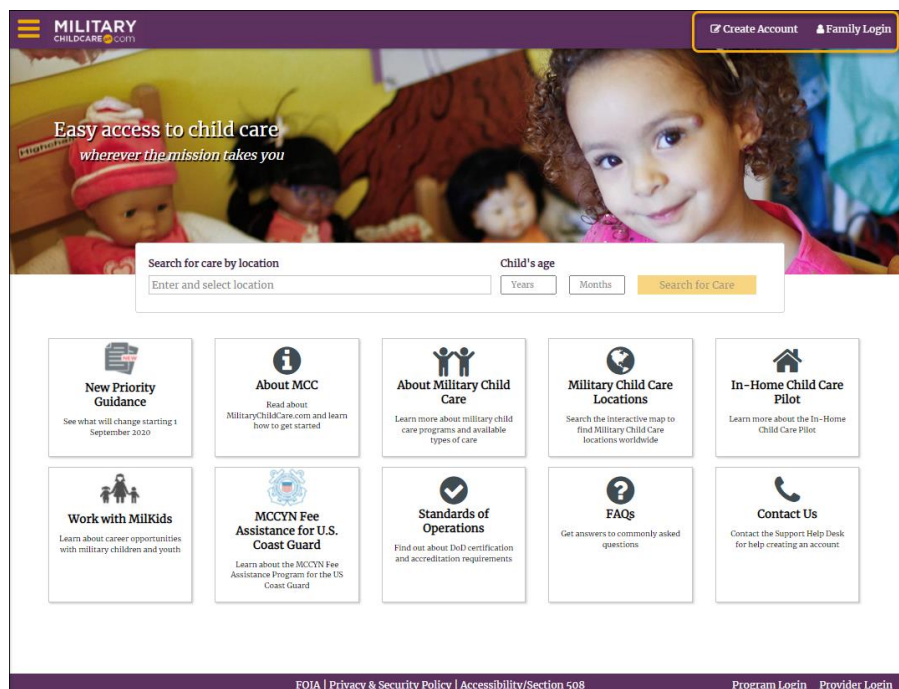 MILITARY
CHILDCARE.com
Create Account
Family Login
Highchair
Easy access to child care
wherever the mission takes you
Search for care by location
Child's age
Enter and select location
Years
Months
Search for Care
NEW
New Priority
Guidance
See what will change starting 1
September 2020
About MCC
Read about
MilitaryChildCare.com and learn
how to get started
About Military Child
Care
Learn more about military child
care programs and available
types of care
Military Child Care
Locations
Search the interactive map to
find Military Child Care
locations worldwide
In-Home Child Care
Pilot
Learn more about the In-Home
Child Care Pilot
Work with MilKids
Learn about career opportunities
with military children and youth
MCCYN Fee
Assistance for U.S.
Coast Guard
Learn about the MCCYN Fee
Assistance Program for the US
Coast Guard
Standards of
Operations
Find out about DoD certification
and accreditation requirements
FAQs
Get answers to commonly asked
questions
Contact Us
Contact the Support Help Desk
for help creating an account
FOIA | Privacy & Security Policy | Accessibility/Section 508
Program Login
Provider Login